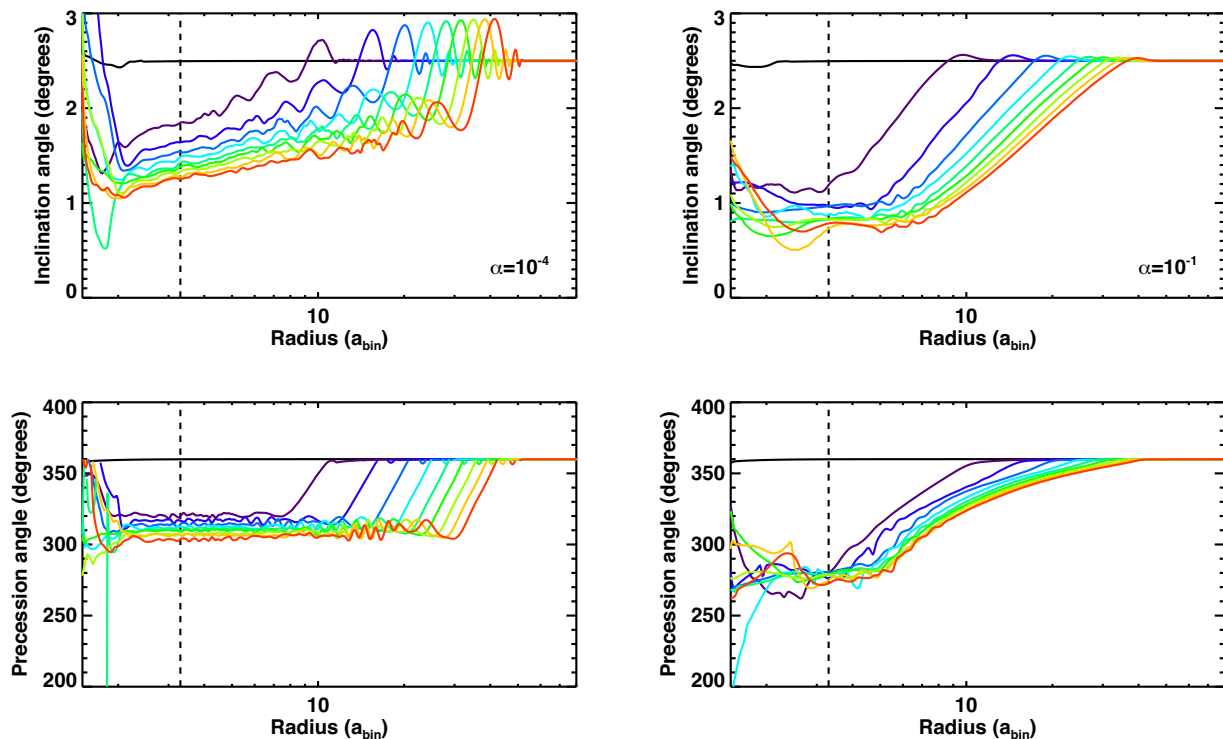 3
2
1
0
Inclination angle (degrees)
α=10⁻⁴
10
Radius (a_bin)
3
2
1
0
Inclination angle (degrees)
α=10⁻¹
10
Radius (a_bin)
400
350
300
250
200
Precession angle (degrees)
10
Radius (a_bin)
400
350
300
250
200
Precession angle (degrees)
10
Radius (a_bin)